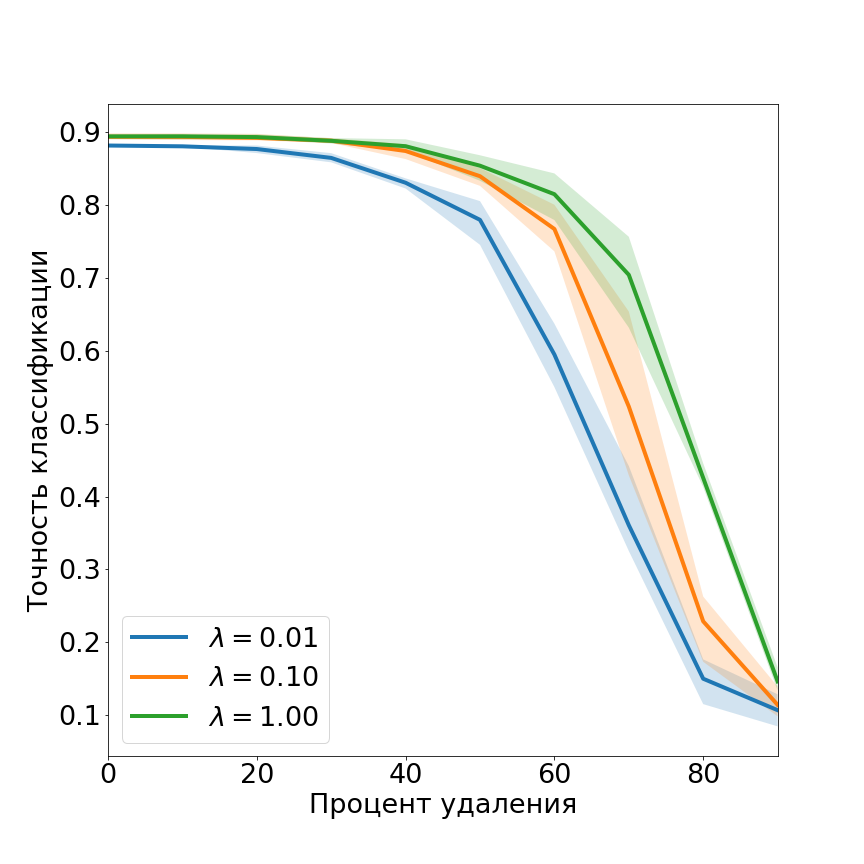 0.9
0.8
0.7
0.6
0.5
0.4
0.3
0.2
0.1
Точность классификации
λ = 0.01
λ = 0.10
λ = 1.00
0 20 40 60 80
Процент удаления